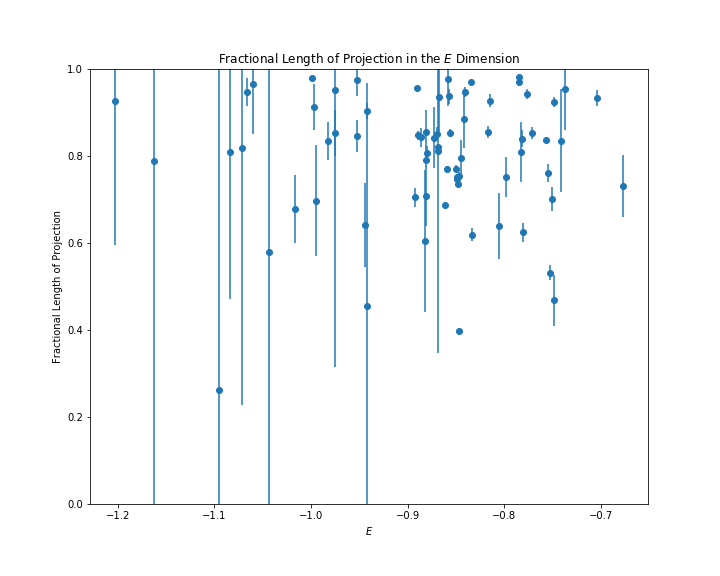 Fractional Length of Projection in the E Dimension
Fractional Length of Projection
1.0
0.8
0.6
0.4
0.2
0.0
−1.2 −1.1 −1.0 −0.9 −0.8 −0.7
E